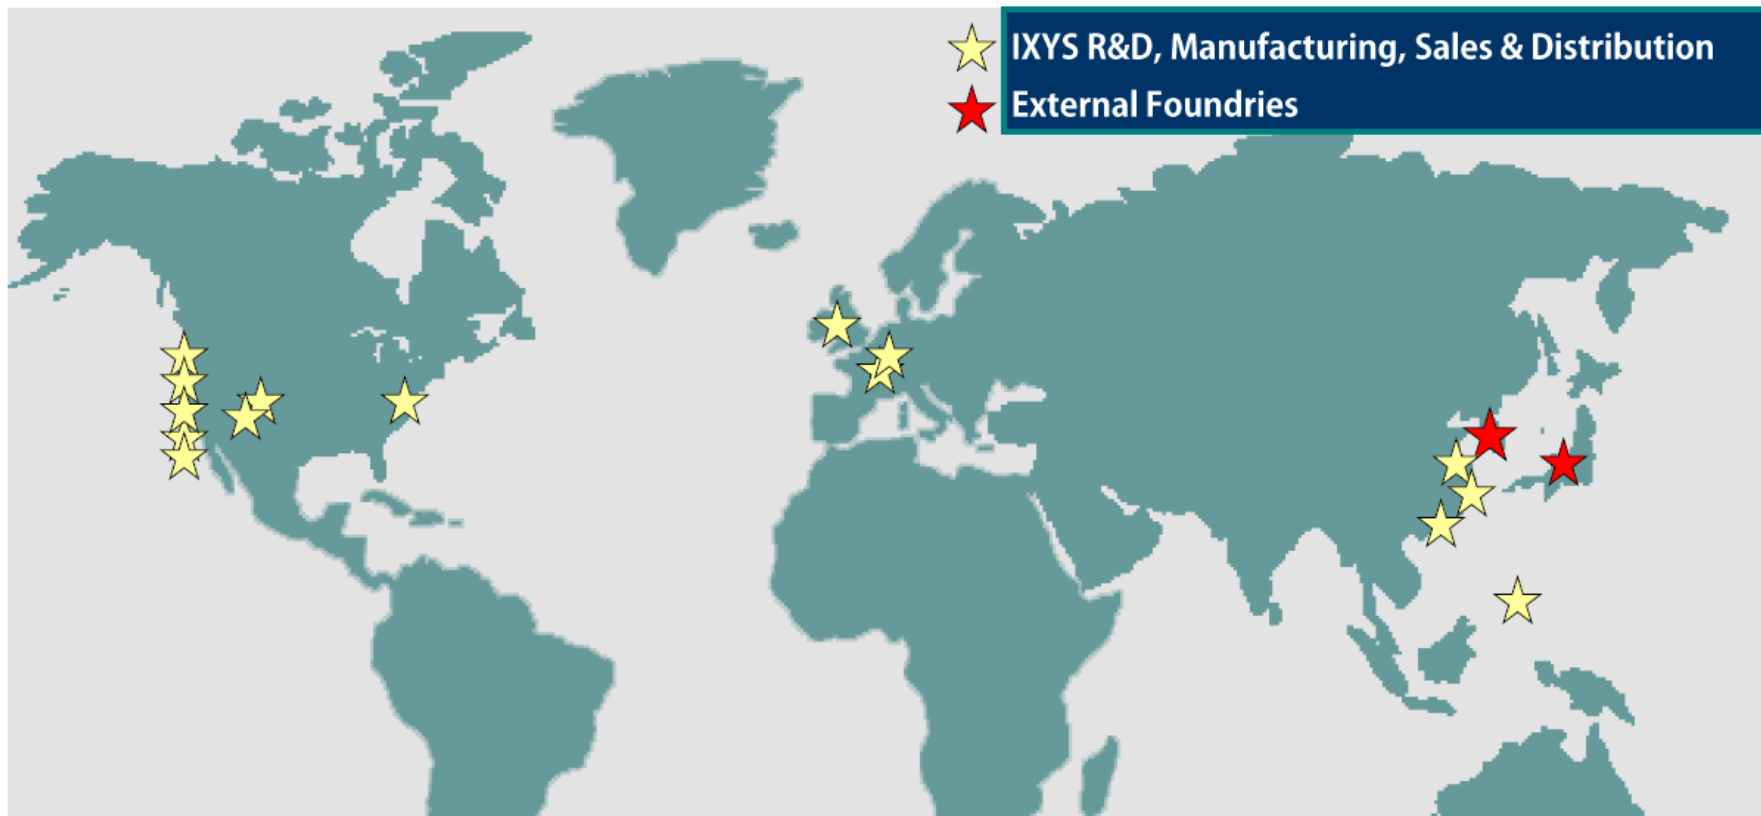 IXYS R&D, Manufacturing, Sales & Distribution
External Foundries